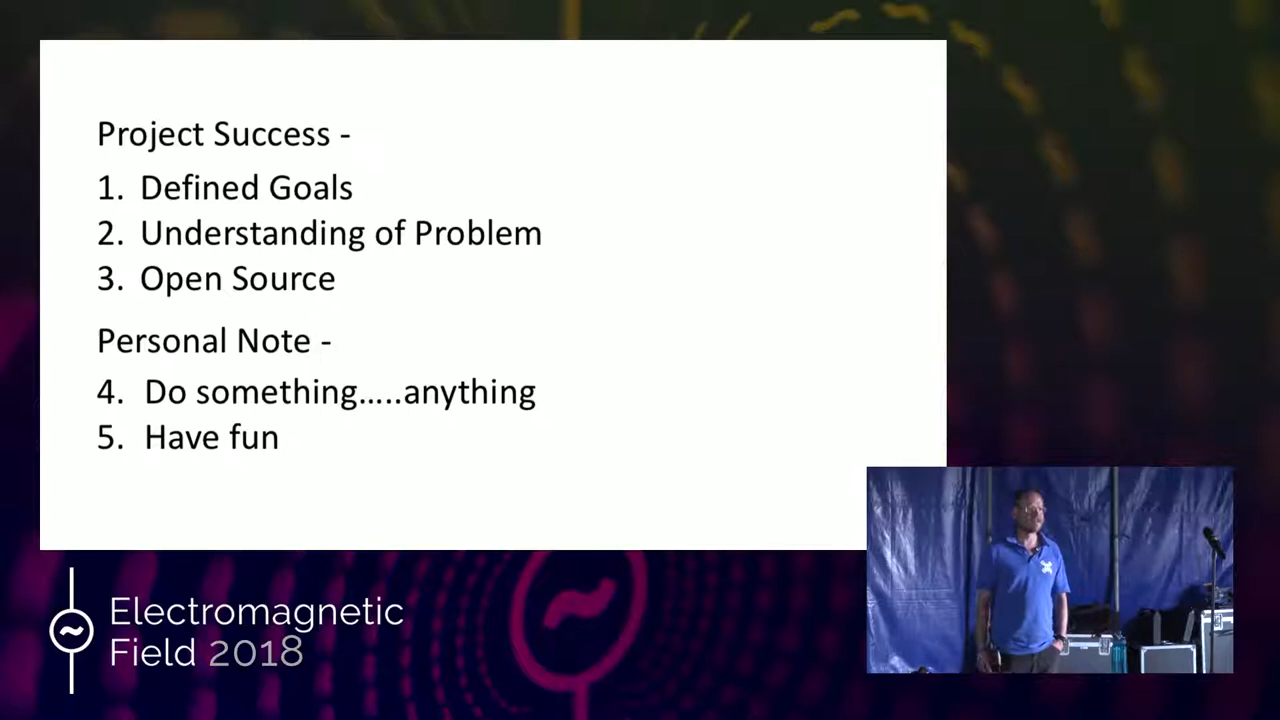 Project Success -
1. Defined Goals
2. Understanding of Problem
3. Open Source
Personal Note -
4. Do something.....anything
5. Have fun
Electromagnetic
Field 2018